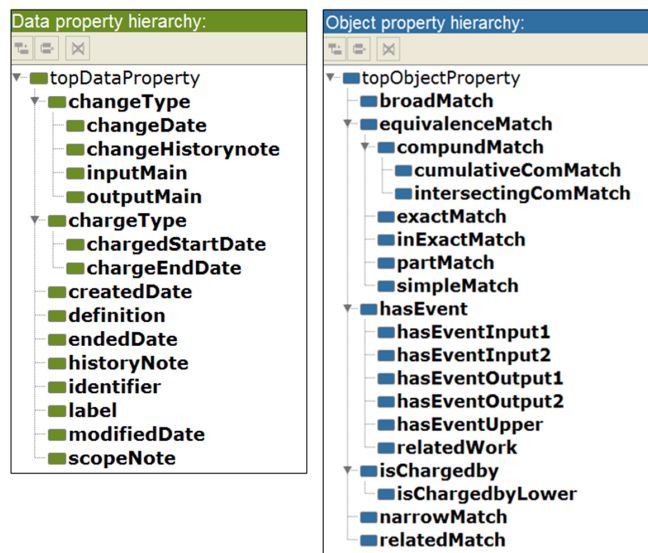 Data property hierarchy:
topDataProperty
changeType
changeDate
changeHistorynote
inputMain
outputMain
chargeType
chargedStartDate
chargeEndDate
createdDate
definition
endedDate
historyNote
identifier
label
modifiedDate
scopeNote
Object property hierarchy:
topObjectProperty
broadMatch
equivalenceMatch
compundMatch
cumulativeComMatch
intersectingComMatch
exactMatch
inExactMatch
partMatch
simpleMatch
hasEvent
hasEventInput1
hasEventInput2
hasEventOutput1
hasEventOutput2
hasEventUpper
relatedWork
isChargedby
isChargedbyLower
narrowMatch
relatedMatch